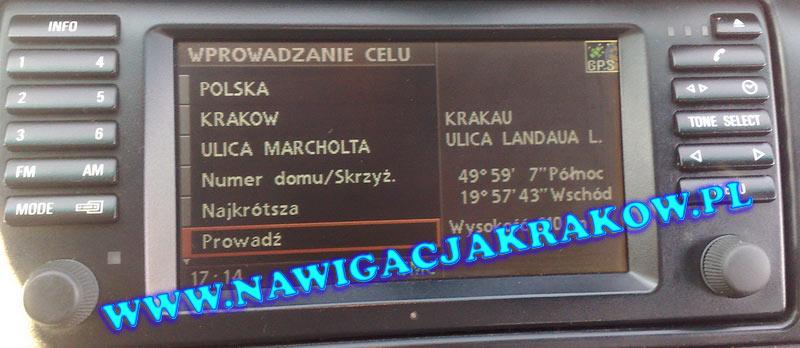 INFO
1 4
2 5
3 6
FM AM
MODE
WPROWADZANIE CELU
POLSKA
KRAKOW
ULICA MARCHOLTA
Numer domu/Skrzyż.
Najkrótsza
Prowadź
17:14
GPS
KRAKAU
ULICA LANDAUA L.
49°59' 7"Północ
19°57'43"Wschód
Wysokość
TONE SELECT
WWW.NAWIGACJAKRAKOW.PL